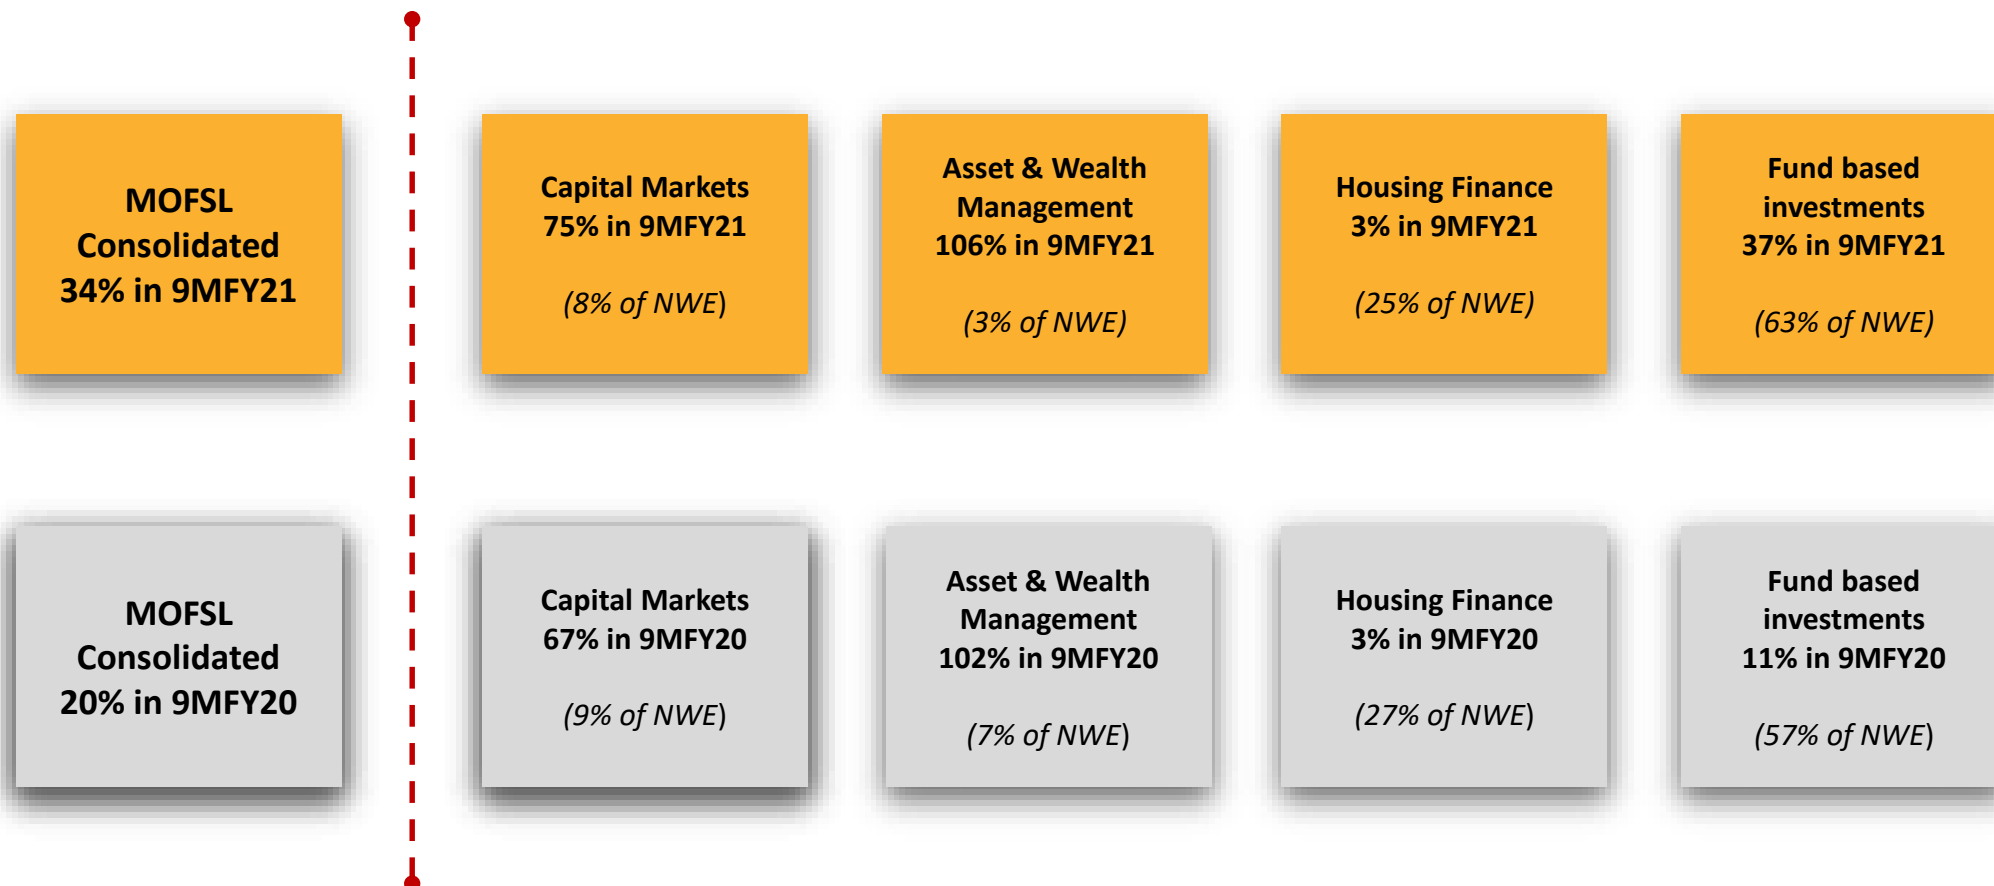 MOFSL
Consolidated
34% in 9MFY21
Capital Markets
75% in 9MFY21
(8% of NWE)
Asset & Wealth
Management
106% in 9MFY21
(3% of NWE)
Housing Finance
3% in 9MFY21
(25% of NWE)
Fund based
investments
37% in 9MFY21
(63% of NWE)
MOFSL
Consolidated
20% in 9MFY20
Capital Markets
67% in 9MFY20
(9% of NWE)
Asset & Wealth
Management
102% in 9MFY20
(7% of NWE)
Housing Finance
3% in 9MFY20
(27% of NWE)
Fund based
investments
11% in 9MFY20
(57% of NWE)